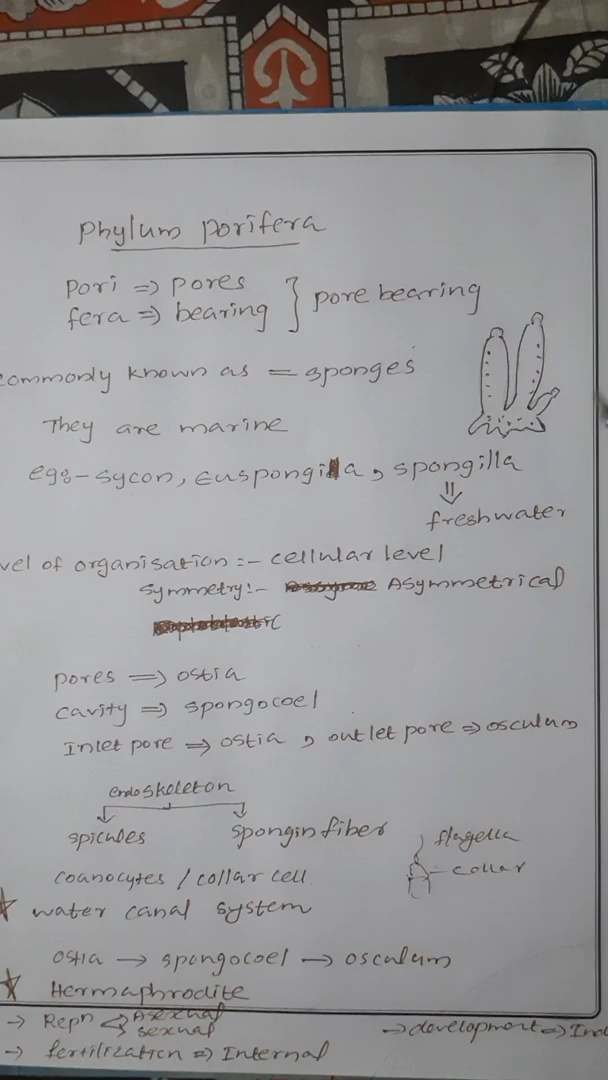 Phylum porifera
pori => pores
fera => bearing } pore bearing
commonly known as = sponges
They are marine
egs:- sycon, Euspongilla, spongilla
freshwater
vel of organisation :- cellular level
symmetry:- Asymmetrical
pores => ostia
cavity => spongocoel
Inlet pore => ostia, outlet pore => osculum
endoskeleton
spicules spongin fiber
flagella
coanocytes / collar cell
collar
☆ water canal system
ostia → spongocoel → osculum
☆ Hermaphrodite
→ Repn Asexual
sexual
→ development => Ind
→ fertilization => Internal